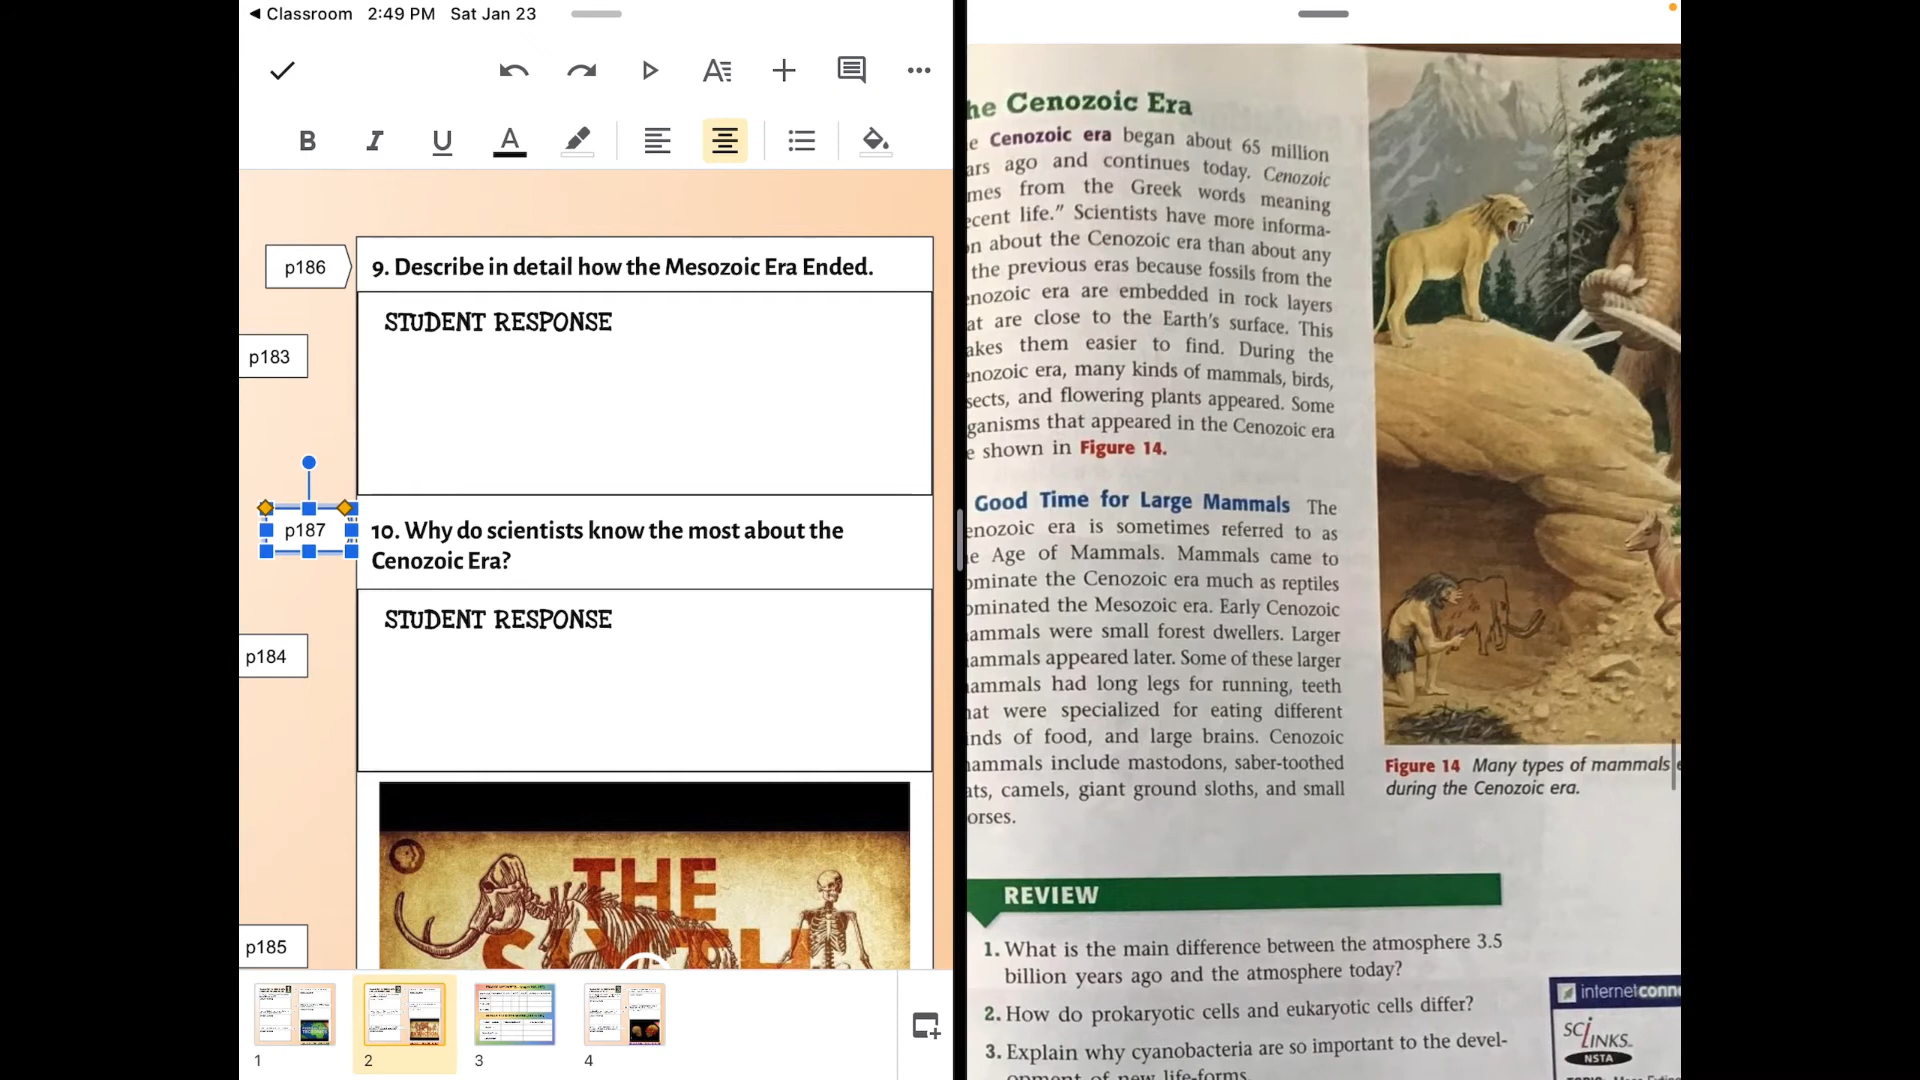 Classroom 2:49 PM Sat Jan 23
B I U A
p186
9. Describe in detail how the Mesozoic Era Ended.
STUDENT RESPONSE
p183
p187
10. Why do scientists know the most about the
Cenozoic Era?
STUDENT RESPONSE
p184
p185
THE
1
2
3
4
he Cenozoic Era
e Cenozoic era began about 65 million
ars ago and continues today. Cenozoic
mes from the Greek words meaning
ecent life.” Scientists have more informa-
n about the Cenozoic era than about any
the previous eras because fossils from the
enozoic era are embedded in rock layers
at are close to the Earth's surface. This
akes them easier to find. During the
enozoic era, many kinds of mammals, birds,
sects, and flowering plants appeared. Some
ganisms that appeared in the Cenozoic era
e shown in Figure 14.
Good Time for Large Mammals The
enozoic era is sometimes referred to as
e Age of Mammals. Mammals came to
ominate the Cenozoic era much as reptiles
ominated the Mesozoic era. Early Cenozoic
ammals were small forest dwellers. Larger
ammals appeared later. Some of these larger
ammals had long legs for running, teeth
hat were specialized for eating different
inds of food, and large brains. Cenozoic
ammals include mastodons, saber-toothed
ats, camels, giant ground sloths, and small
orses.
Figure 14 Many types of mammals
during the Cenozoic era.
REVIEW
1. What is the main difference between the atmosphere 3.5
billion years ago and the atmosphere today?
2. How do prokaryotic cells and eukaryotic cells differ?
3. Explain why cyanobacteria are so important to the devel-
opment of new life-forms.
internetconn
SCI
LINKS
NSTA